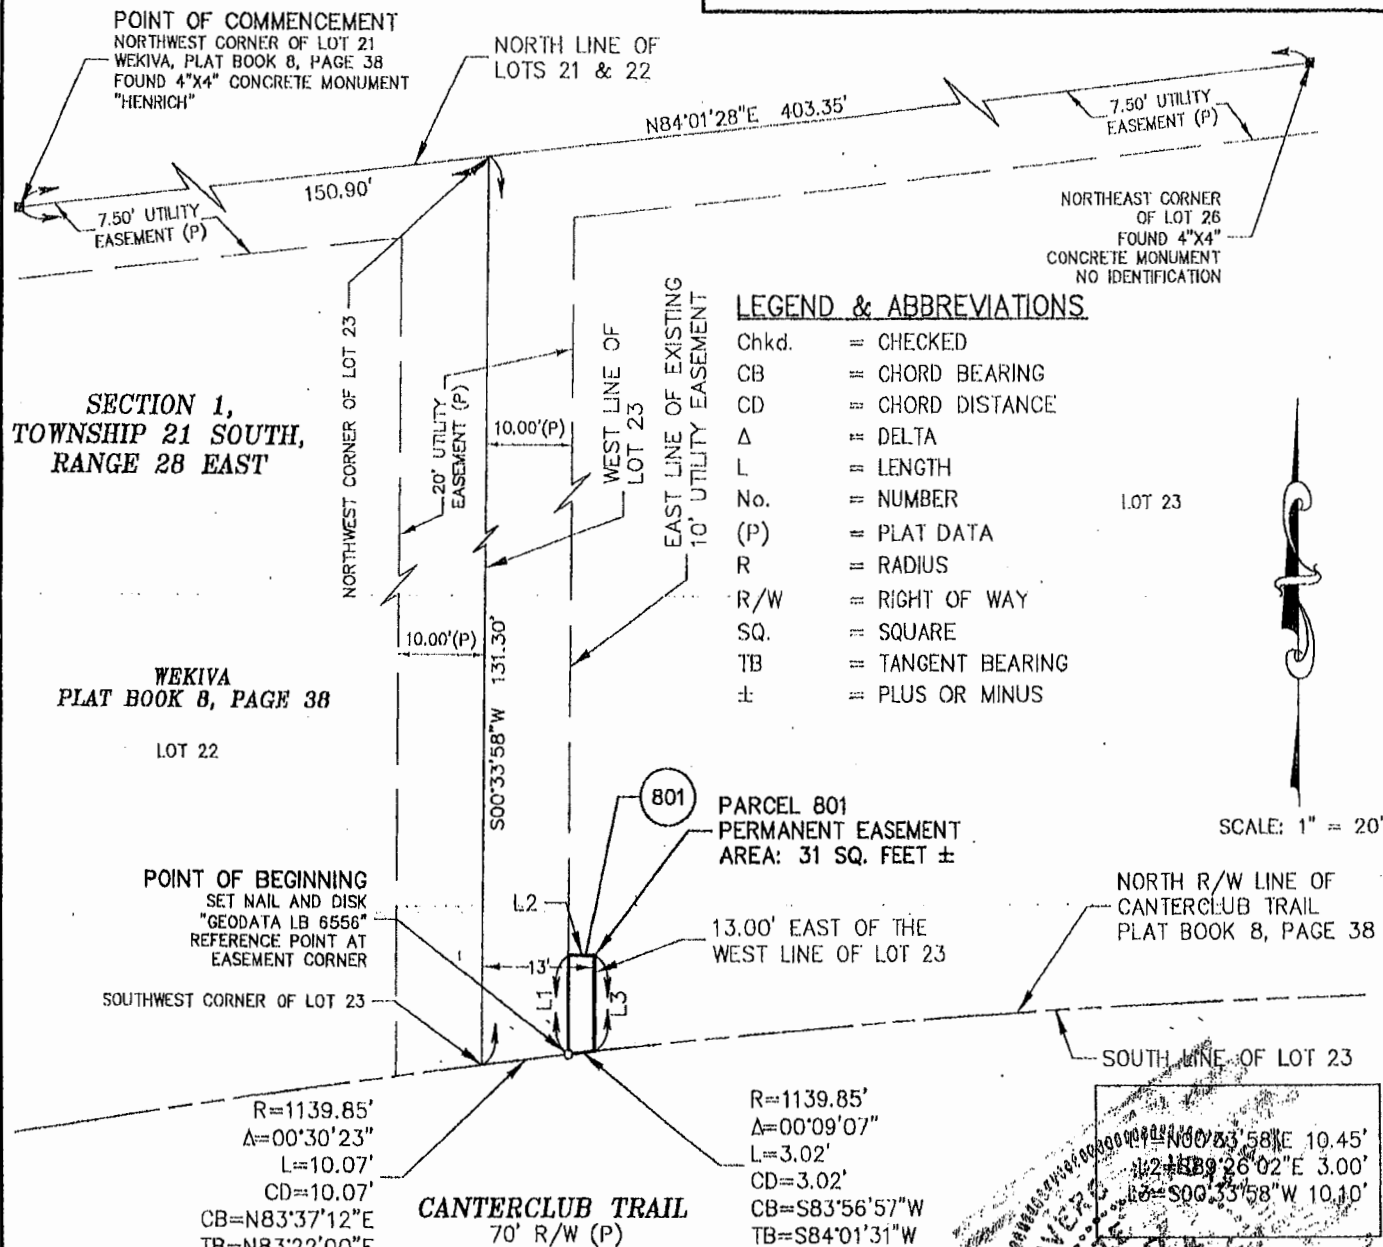 POINT OF COMMENCEMENT
NORTHWEST CORNER OF LOT 21
WEKIVA, PLAT BOOK 8, PAGE 38
FOUND 4"X4" CONCRETE MONUMENT
"HENRICH"
NORTH LINE OF
LOTS 21 & 22
N84°01'28"E 403.35'
7.50' UTILITY
EASEMENT (P)
150.90'
7.50' UTILITY
EASEMENT (P)
NORTHEAST CORNER
OF LOT 26
FOUND 4"X4"
CONCRETE MONUMENT
NO IDENTIFICATION
SECTION 1,
TOWNSHIP 21 SOUTH,
RANGE 28 EAST
NORTHWEST CORNER OF LOT 23
20' UTILITY
EASEMENT (P)
10.00'(P)
WEST LINE OF
LOT 23
EAST LINE OF EXISTING
10' UTILITY EASEMENT
LEGEND & ABBREVIATIONS
Chkd. = CHECKED
CB = CHORD BEARING
CD = CHORD DISTANCE
Δ = DELTA
L = LENGTH
No. = NUMBER
(P) = PLAT DATA
R = RADIUS
R/W = RIGHT OF WAY
SQ. = SQUARE
TB = TANGENT BEARING
± = PLUS OR MINUS
LOT 23
10.00'(P)
S00°33'58"W 131.30'
WEKIVA
PLAT BOOK 8, PAGE 38
LOT 22
801
PARCEL 801
PERMANENT EASEMENT
AREA: 31 SQ. FEET ±
SCALE: 1" = 20'
POINT OF BEGINNING
SET NAIL AND DISK
"GEODATA LB 6556"
REFERENCE POINT AT
EASEMENT CORNER
L2
13.00' EAST OF THE
WEST LINE OF LOT 23
NORTH R/W LINE OF
CANTERCLUB TRAIL
PLAT BOOK 8, PAGE 38
13'
L1
L3
SOUTHWEST CORNER OF LOT 23
SOUTH LINE OF LOT 23
R=1139.85'
Δ=00°30'23"
L=10.07'
CD=10.07'
CB=N83°37'12"E
TB=N83°22'00"E
CANTERCLUB TRAIL
70' R/W (P)
R=1139.85'
Δ=00°09'07"
L=3.02'
CD=3.02'
CB=S83°56'57"W
TB=S84°01'31"W
L1=N00°33'58"E 10.45'
L2=S89°26'02"E 3.00'
L3=S00°33'58"W 10.10'